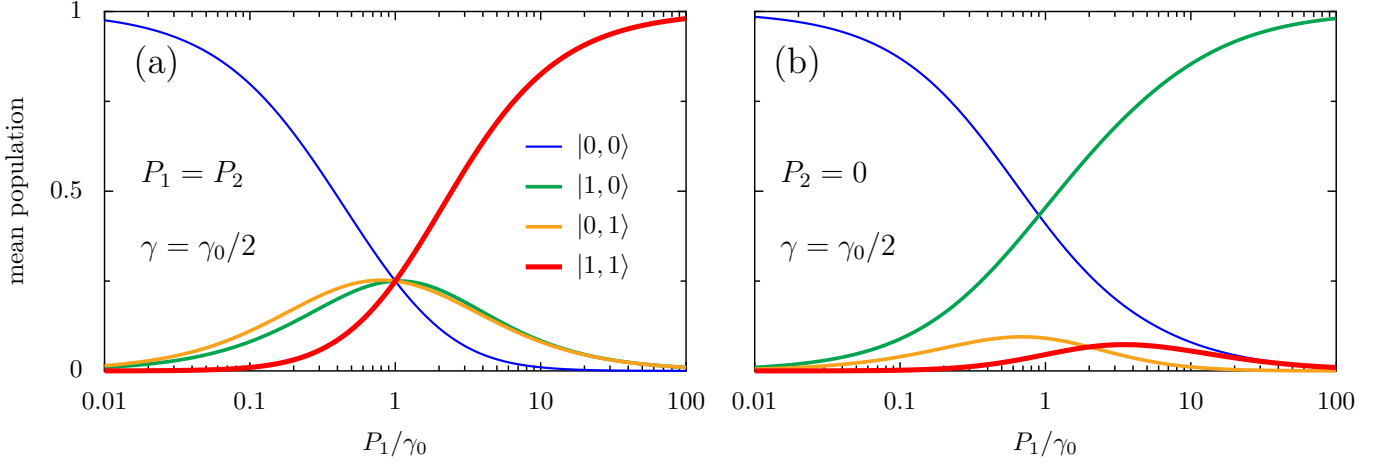 (a)
(b)
1
0.5
0
mean population
P₁ = P₂
γ = γ₀/2
|0, 0⟩
|1, 0⟩
|0, 1⟩
|1, 1⟩
P₂ = 0
γ = γ₀/2
0.01 0.1 1 10 100
0.01 0.1 1 10 100
P₁/γ₀
P₁/γ₀